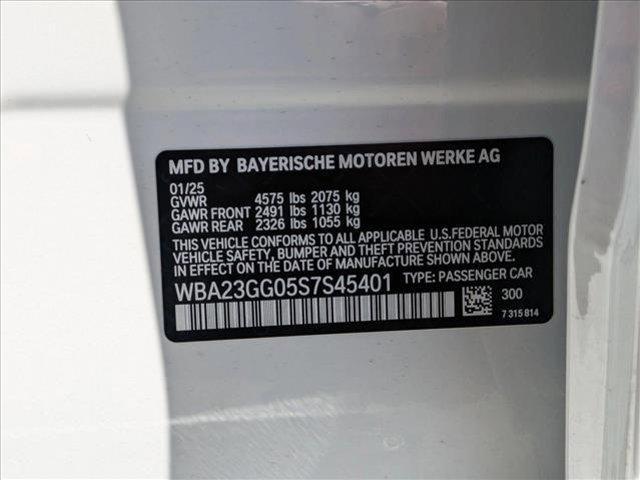 MFD BY BAYERISCHE MOTOREN WERKE AG
01/25
GVWR 4575 lbs 2075 kg
GAWR FRONT 2491 lbs 1130 kg
GAWR REAR 2326 lbs 1055 kg
THIS VEHICLE CONFORMS TO ALL APPLICABLE U.S.FEDERAL MOTOR
VEHICLE SAFETY, BUMPER AND THEFT PREVENTION STANDARDS
IN EFFECT ON THE DATE OF MANUFACTURE SHOWN ABOVE.
WBA23GG05S7S45401 TYPE: PASSENGER CAR
300
7 315 814